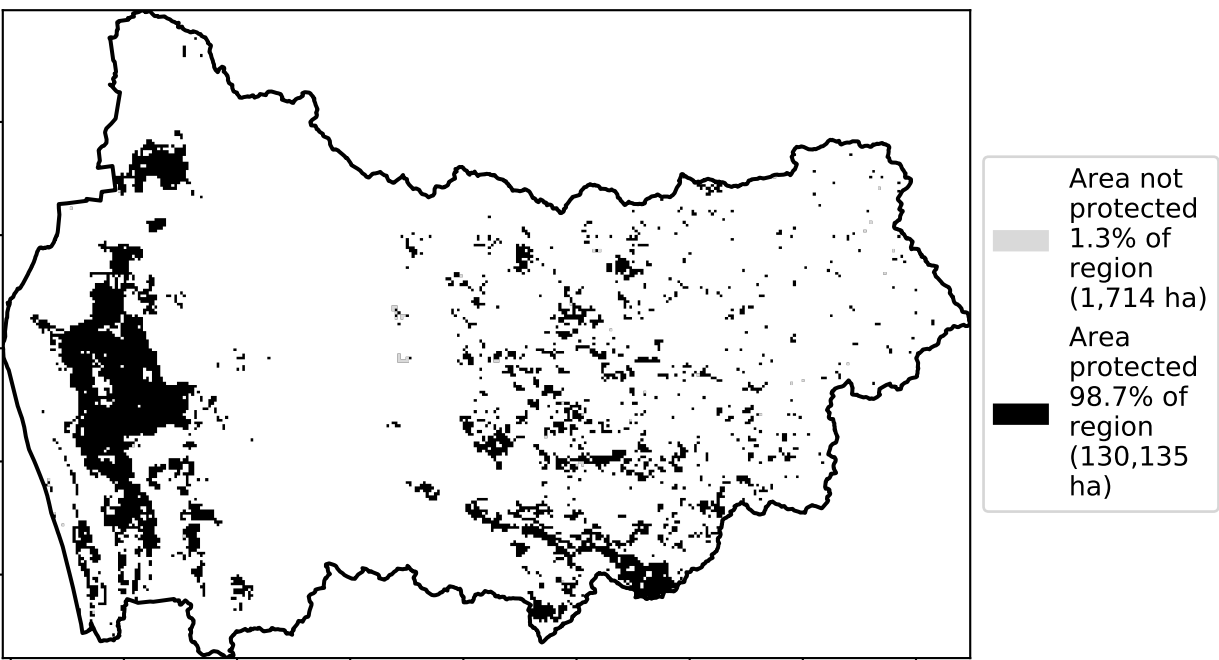 Area not
protected
1.3% of
region
(1,714 ha)
Area
protected
98.7% of
region
(130,135
ha)